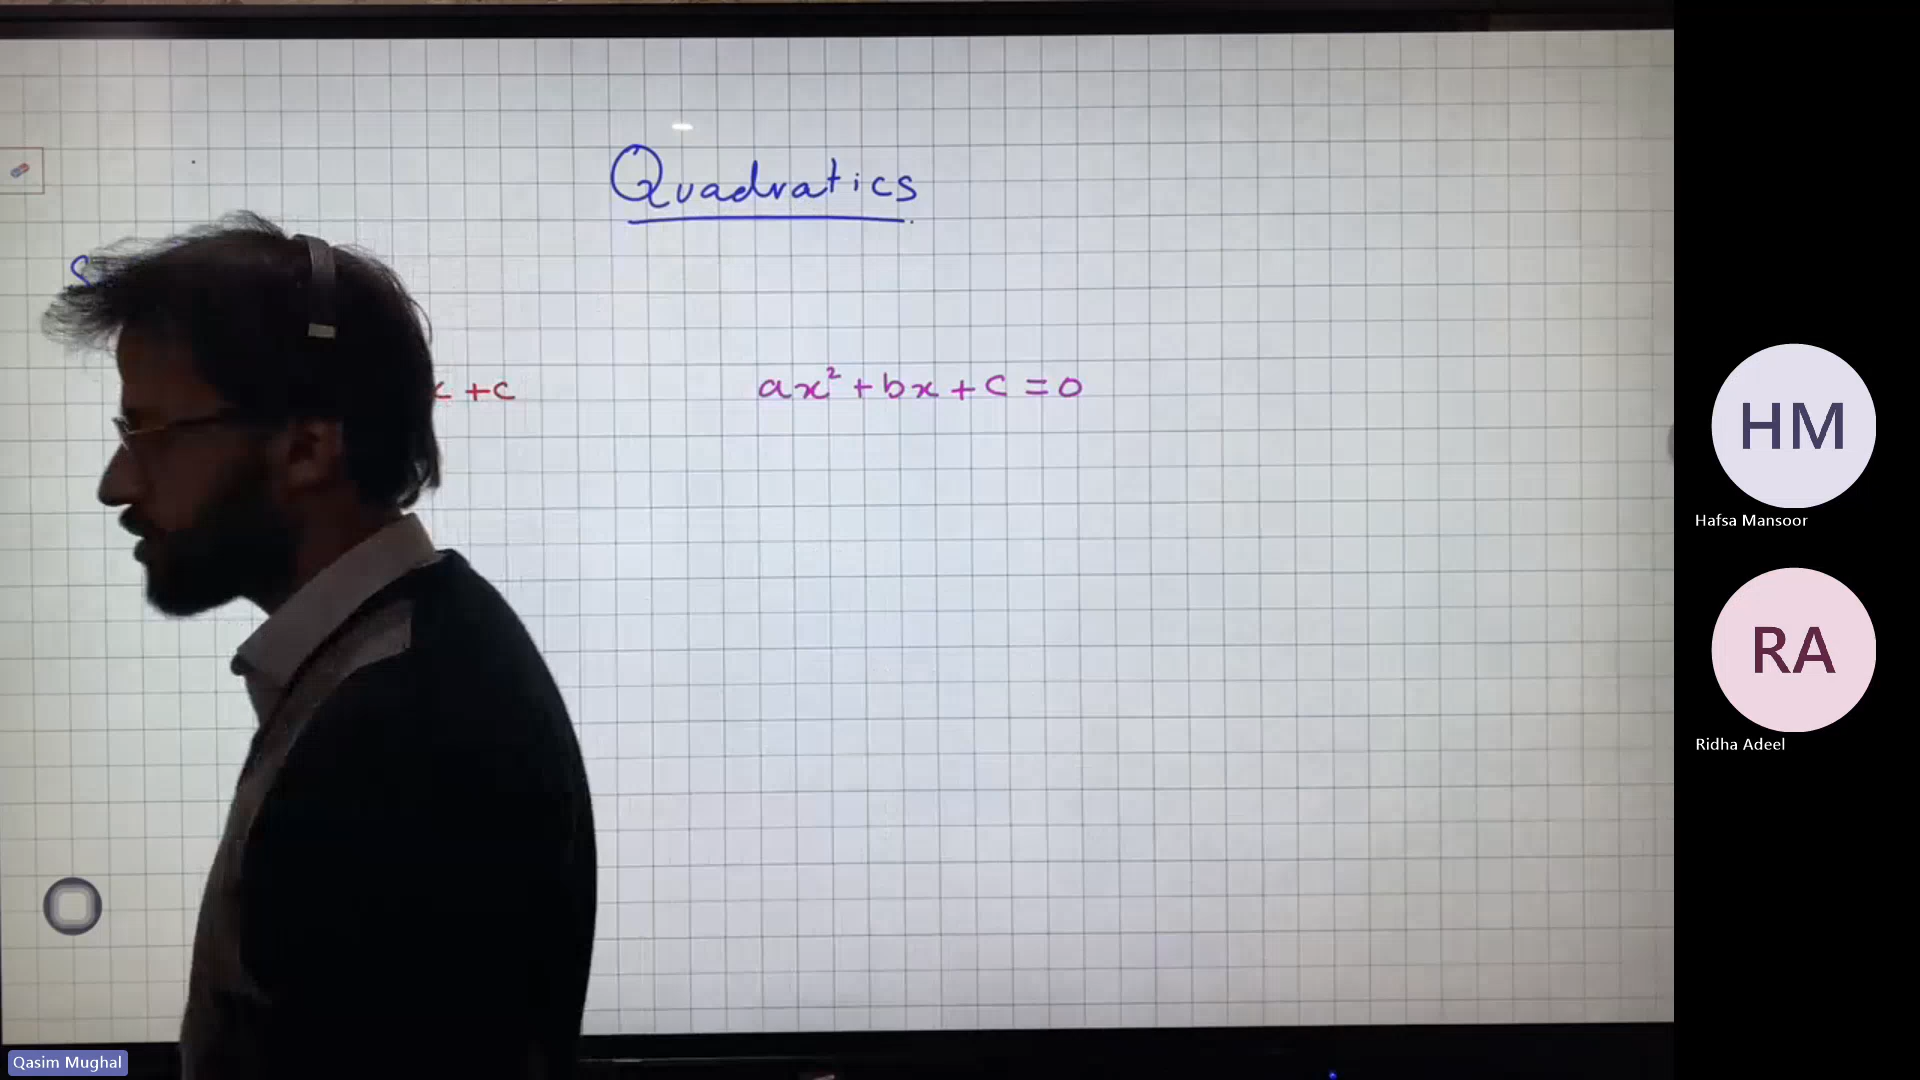 Quadratics
+c
ax² + bx + c = 0
HM
Hafsa Mansoor
RA
Ridha Adeel
Qasim Mughal